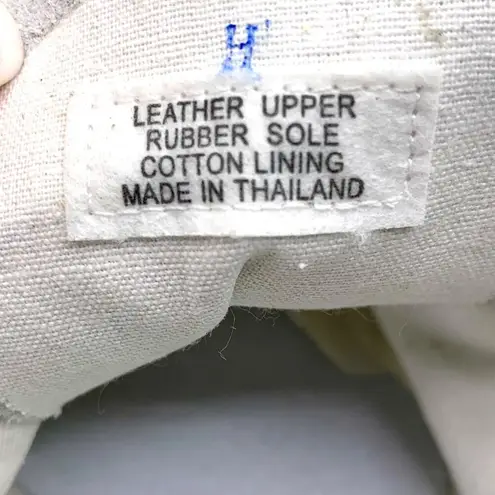 H
LEATHER UPPER
RUBBER SOLE
COTTON LINING
MADE IN THAILAND